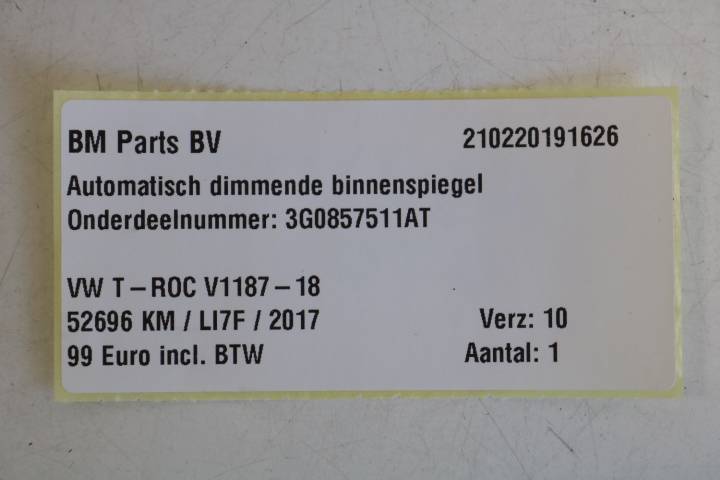 BM Parts BV 210220191626
Automatisch dimmende binnenspiegel
Onderdeelnummer: 3G0857511AT
VW T-ROC V1187-18
52696 KM / LI7F / 2017 Verz: 10
99 Euro incl. BTW Aantal: 1